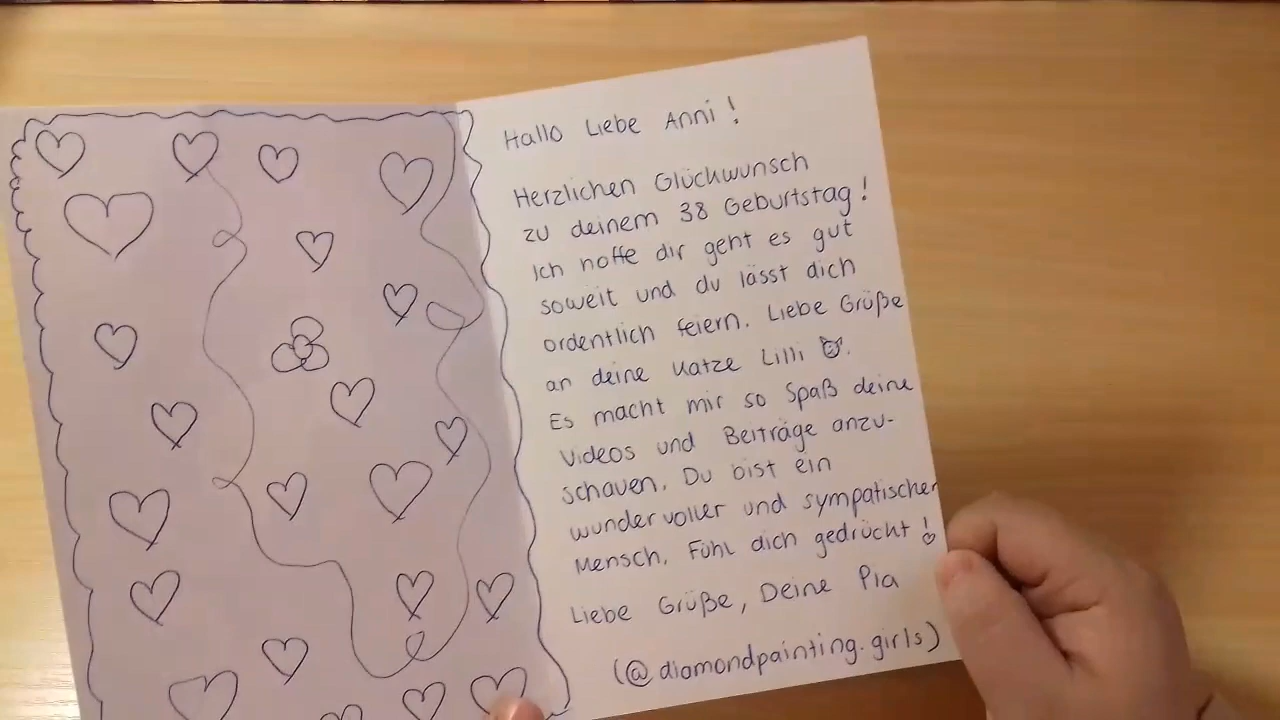 Hallo Liebe Anni!
Herzlichen Glückwunsch
zu deinem 38 Geburtstag!
Ich hoffe dir geht es gut
soweit und du lässt dich
ordentlich feiern. Liebe Grüße
an deine Katze Lilli
Es macht mir so Spaß deine
Videos und Beiträge anzu-
schauen. Du bist ein
wundervoller und sympatischer
Mensch. Fühl dich gedrückt!
Liebe Grüße, Deine Pia
(@diamondpainting.girls)